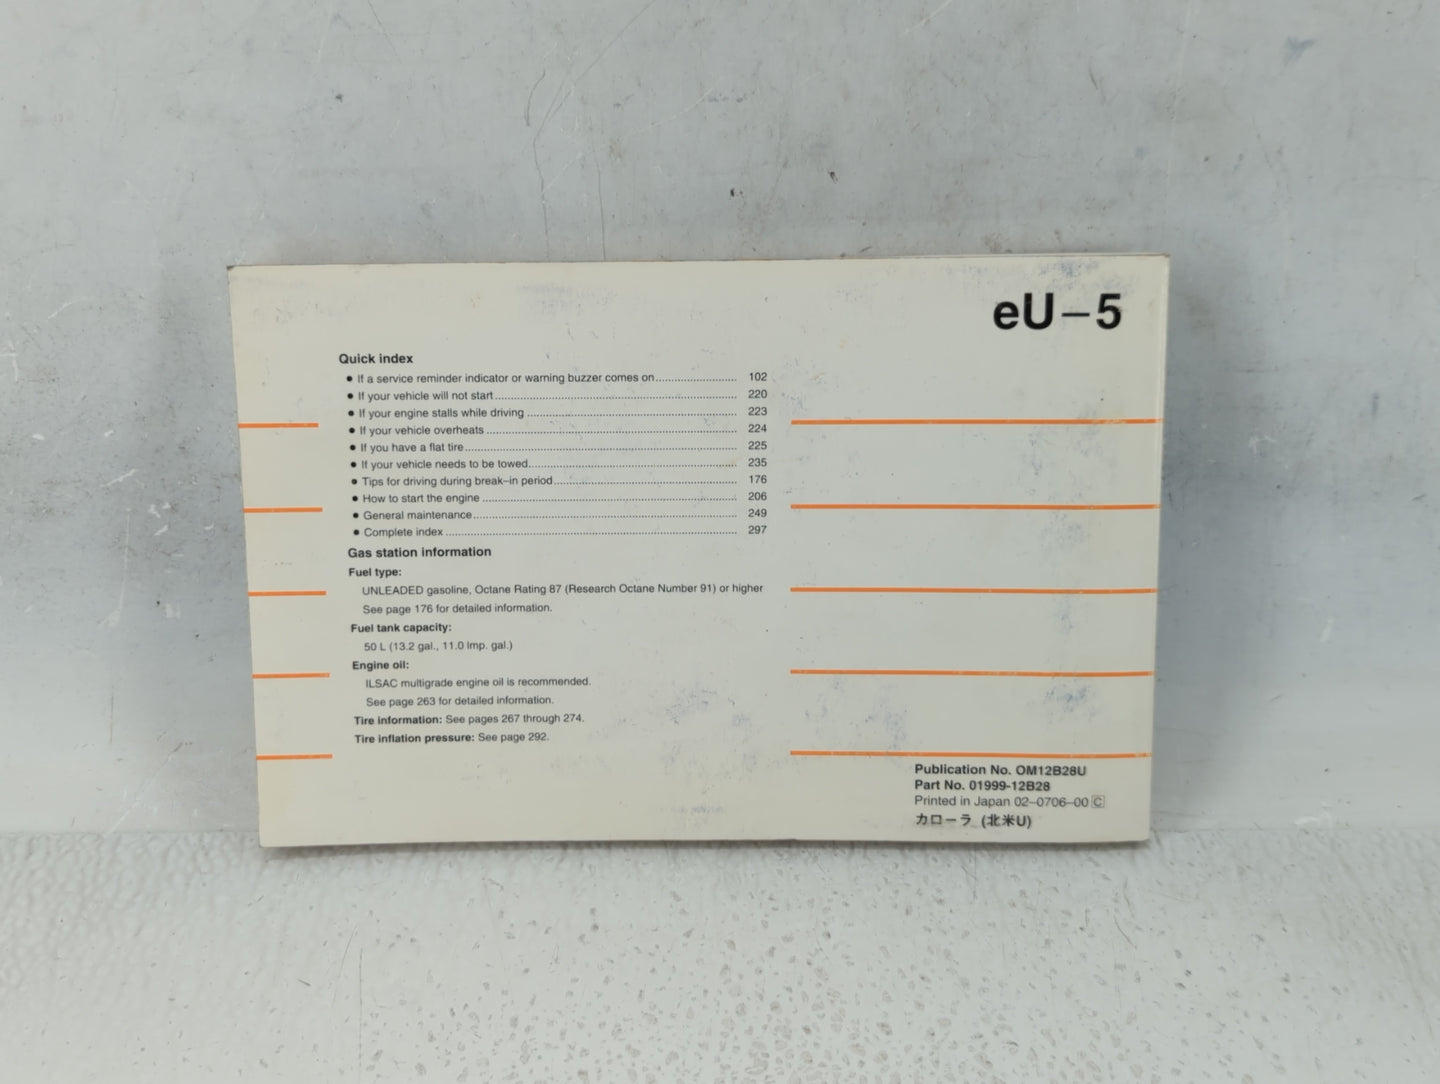 eU–5
Quick index
● If a service reminder indicator or warning buzzer comes on.......................... 102
● If your vehicle will not start.......................... 220
● If your engine stalls while driving.......................... 223
● If your vehicle overheats.......................... 224
● If you have a flat tire.......................... 225
● If your vehicle needs to be towed.......................... 235
● Tips for driving during break–in period.......................... 176
● How to start the engine.......................... 206
● General maintenance.......................... 249
● Complete index.......................... 297
Gas station information
Fuel type:
UNLEADED gasoline, Octane Rating 87 (Research Octane Number 91) or higher
See page 176 for detailed information.
Fuel tank capacity:
50 L (13.2 gal., 11.0 lmp. gal.)
Engine oil:
ILSAC multigrade engine oil is recommended.
See page 263 for detailed information.
Tire information: See pages 267 through 274.
Tire inflation pressure: See page 292.
Publication No. OM12B28U
Part No. 01999-12B28
Printed in Japan 02–0706–00 C
カローラ (北米U)